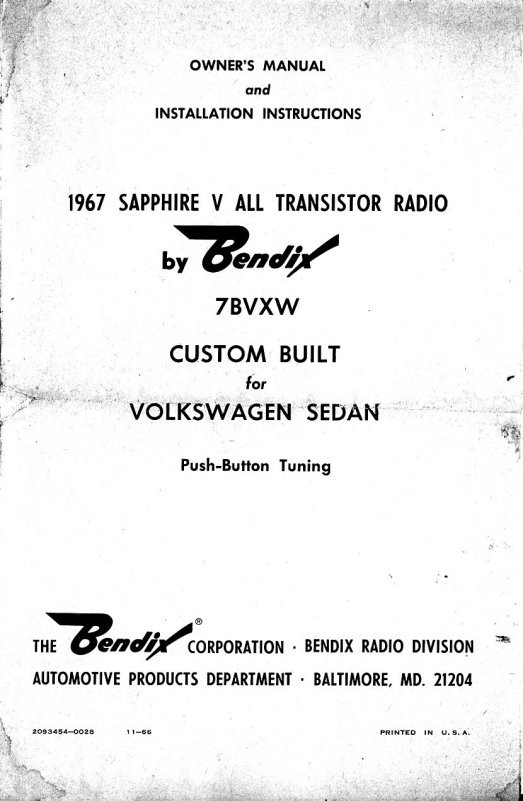 OWNER'S MANUAL
and
INSTALLATION INSTRUCTIONS
1967 SAPPHIRE V ALL TRANSISTOR RADIO
by Bendix
7BVXW
CUSTOM BUILT
for
VOLKSWAGEN SEDAN
Push-Button Tuning
THE Bendix® CORPORATION · BENDIX RADIO DIVISION
AUTOMOTIVE PRODUCTS DEPARTMENT · BALTIMORE, MD. 21204
2093454-0028 11-66 PRINTED IN U.S.A.